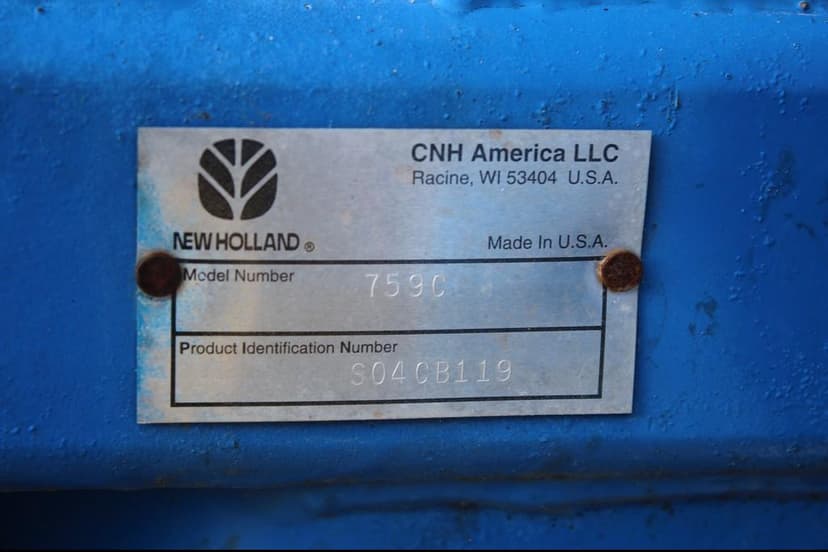 CNH America LLC
Racine, WI 53404 U.S.A.
NEW HOLLAND ®
Made In U.S.A.
Model Number 759C
Product Identification Number
S04CB119